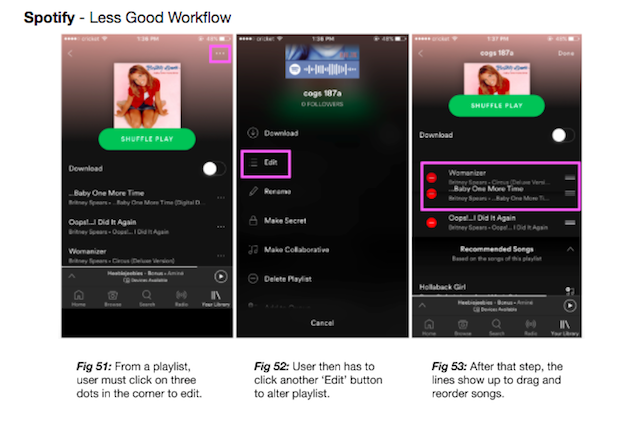 Spotify - Less Good Workflow
cricket 1:36 PM
SHUFFLE PLAY
Download
...Baby One More Time
Britney Spears • ...Baby One More Time (Digital D...
Oops!...I Did It Again
Britney Spears • Oops!... I Did It Again
Womanizer
Britney Spears • Circus (Deluxe Version)
Heebiejeebies - Bonus • Aminé
Devices Available
Home Browse Search Radio Your Library
cricket 1:36 PM
cogs 187a
0 FOLLOWERS
Download
Edit
Rename
Make Secret
Make Collaborative
Delete Playlist
Cancel
cricket 1:37 PM
cogs 187a Done
SHUFFLE PLAY
Download
Womanizer
Britney Spears • Circus (Deluxe Versi...
...Baby One More Time
Britney Spears • ...Baby One More Ti...
Oops!...I Did It Again
Britney Spears • Oops!... I Did It Again
Recommended Songs
Based on the songs of this playlist
Hollaback Girl
Heebiejeebies - Bonus • Aminé
Devices Available
Home Browse Search Radio Your Library
Fig 51: From a playlist,
user must click on three
dots in the corner to edit.
Fig 52: User then has to
click another ‘Edit’ button
to alter playlist.
Fig 53: After that step, the
lines show up to drag and
reorder songs.